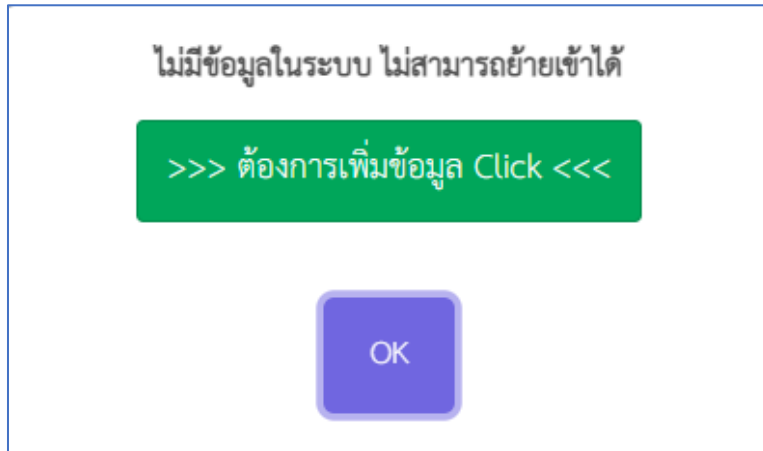 ไม่มีข้อมูลในระบบ ไม่สามารถย้ายเข้าได้
>>> ต้องการเพิ่มข้อมูล Click <<<
OK